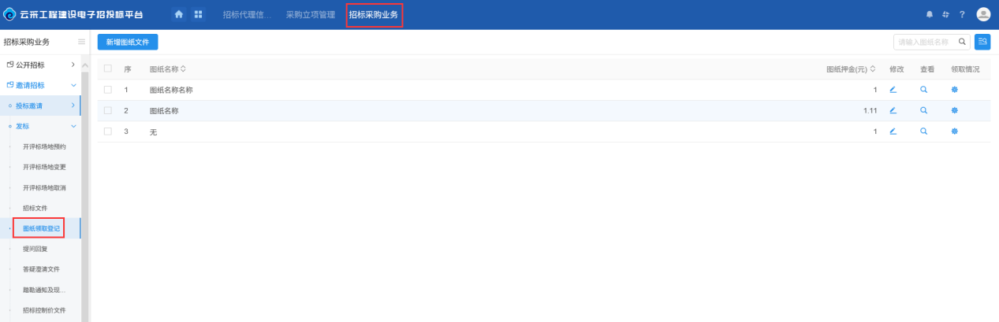 云采工程建设电子招投标平台 招标代理信... 采购立项管理 招标采购业务 ?
招标采购业务 新增图纸文件 请输入图纸名称
公开招标
邀请招标
投标邀请
发标
开评标场地预约
开评标场地变更
开评标场地取消
招标文件
图纸领取登记
提问回复
答疑澄清文件
踏勘通知及现...
招标控制价文件
序 图纸名称 图纸押金(元) 修改 查看 领取情况
1 图纸名称名称 1
2 图纸名称 1.11
3 无 1